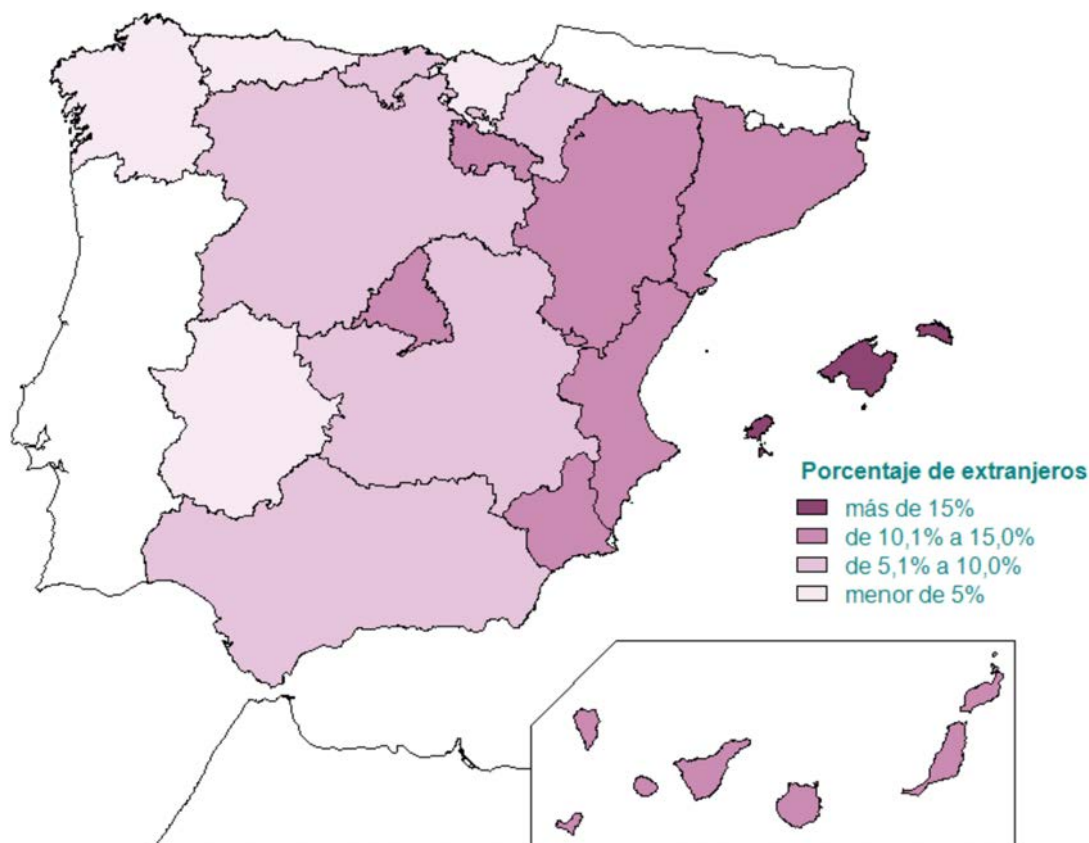 Porcentaje de extranjeros
más de 15%
de 10,1% a 15,0%
de 5,1% a 10,0%
menor de 5%